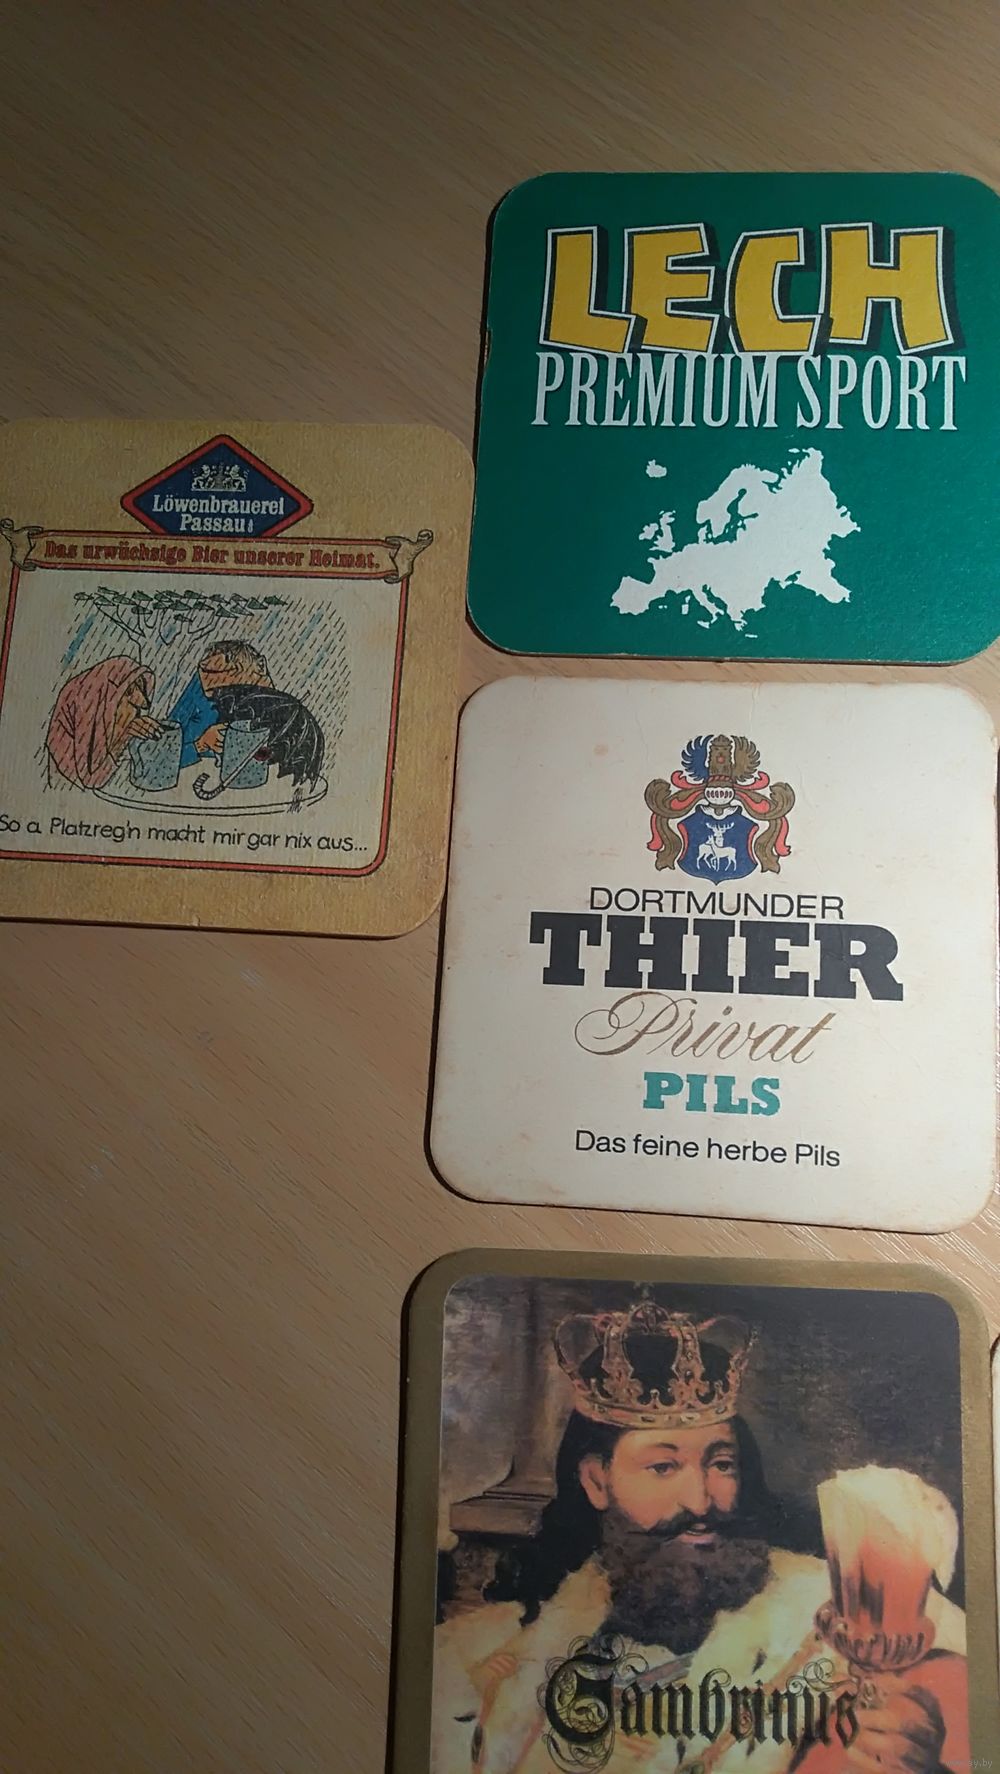 LECH
PREMIUM SPORT
Löwenbrauerei
Passau
Das urwüchsige Bier unserer Heimat.
So a Platzreg'n macht mir gar nix aus...
DORTMUNDER
THIER
Privat
PILS
Das feine herbe Pils
Gambrinus